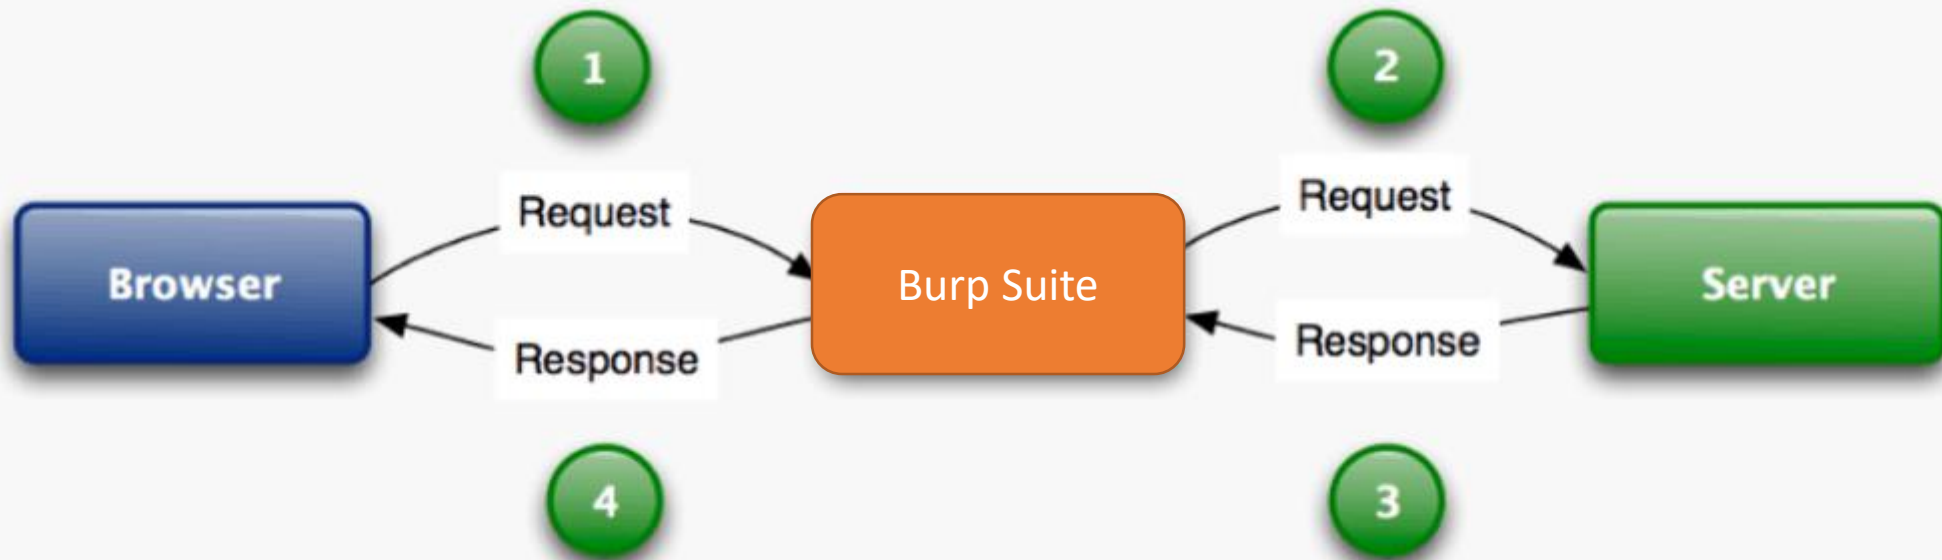 1
2
Request
Request
Browser
Burp Suite
Server
Response
Response
4
3